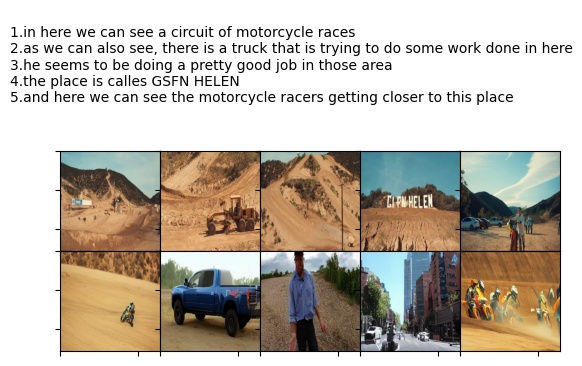 1.in here we can see a circuit of motorcycle races
2.as we can also see, there is a truck that is trying to do some work done in here
3.he seems to be doing a pretty good job in those area
4.the place is calles GSFN HELEN
5.and here we can see the motorcycle racers getting closer to this place
HELEN